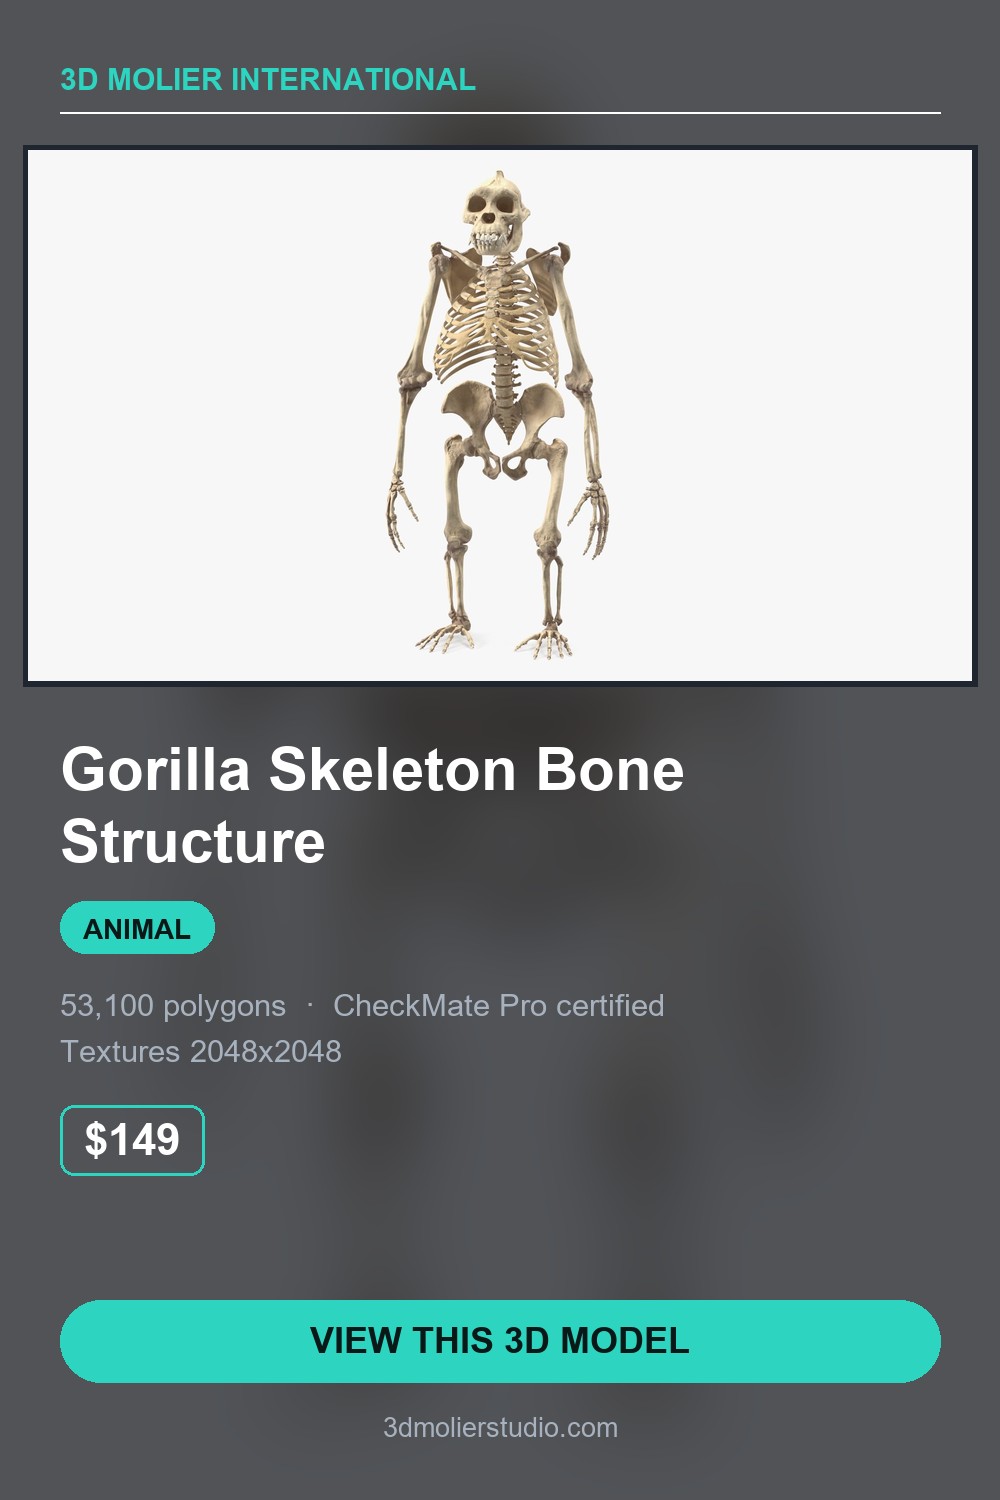 3D MOLIER INTERNATIONAL
Gorilla Skeleton Bone
Structure
ANIMAL
53,100 polygons · CheckMate Pro certified
Textures 2048x2048
$149
VIEW THIS 3D MODEL
3dmolierstudio.com